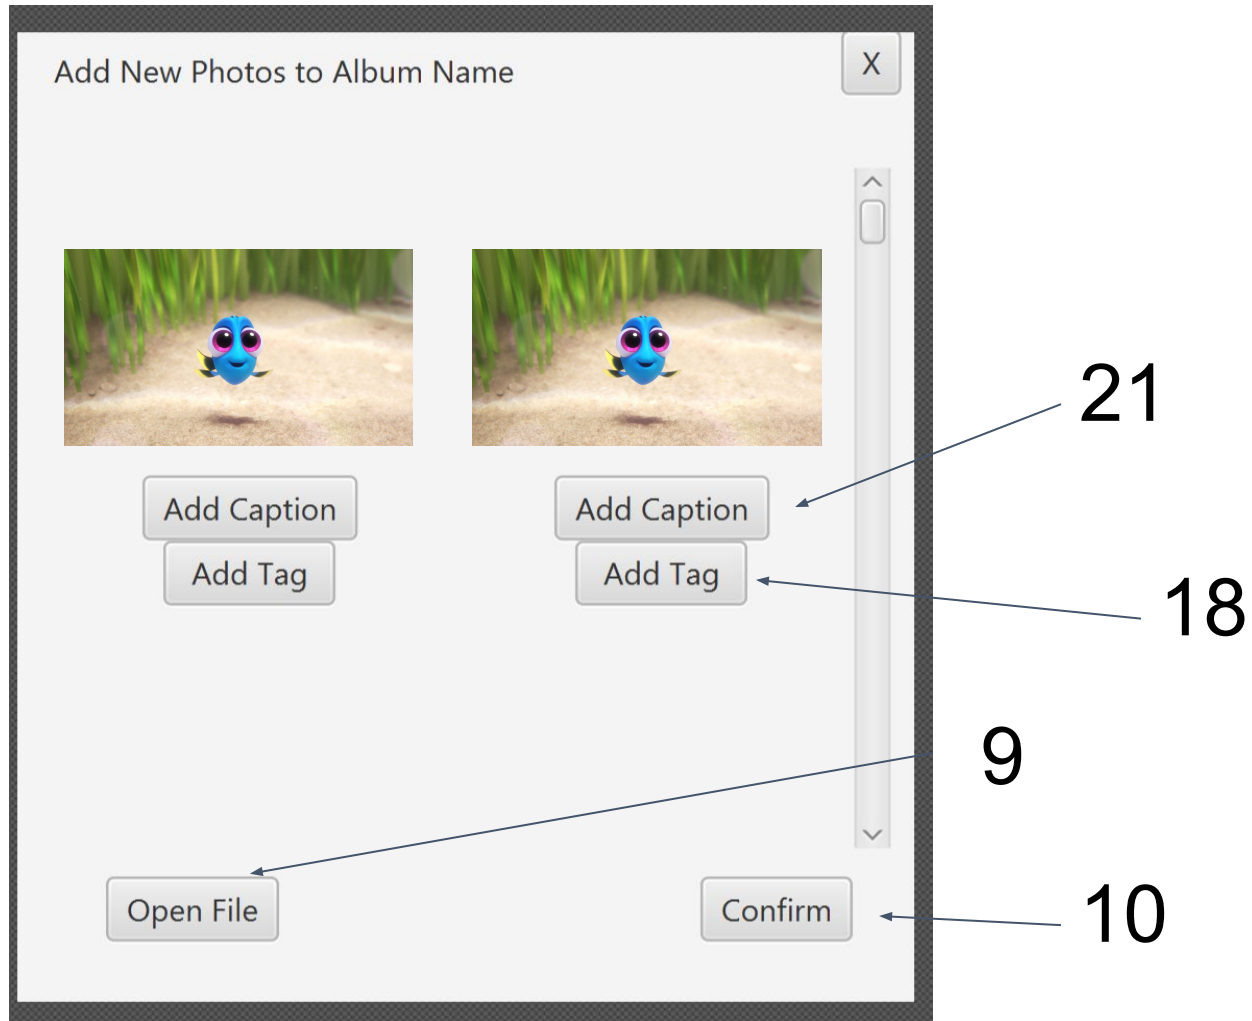 Add New Photos to Album Name
X
21
Add Caption
Add Caption
Add Tag
Add Tag
18
9
Open File
Confirm
10